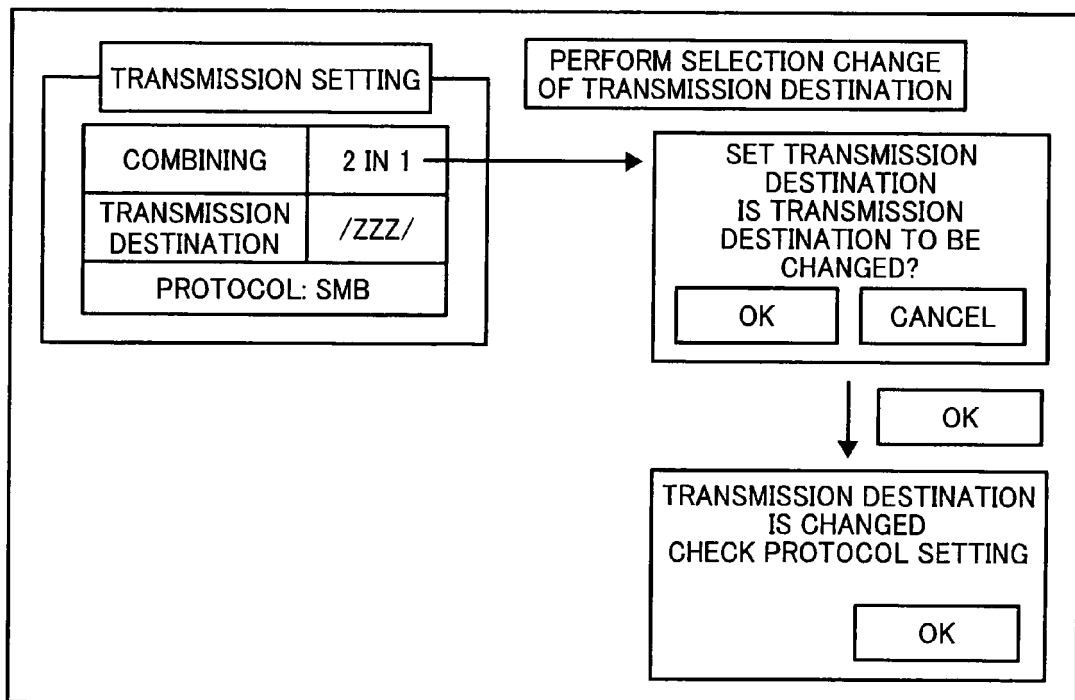 TRANSMISSION SETTING
COMBINING
2 IN 1
TRANSMISSION
DESTINATION
/ZZZ/
PROTOCOL: SMB
PERFORM SELECTION CHANGE
OF TRANSMISSION DESTINATION
SET TRANSMISSION
DESTINATION
IS TRANSMISSION
DESTINATION TO BE
CHANGED?
OK
CANCEL
OK
TRANSMISSION DESTINATION
IS CHANGED
CHECK PROTOCOL SETTING
OK